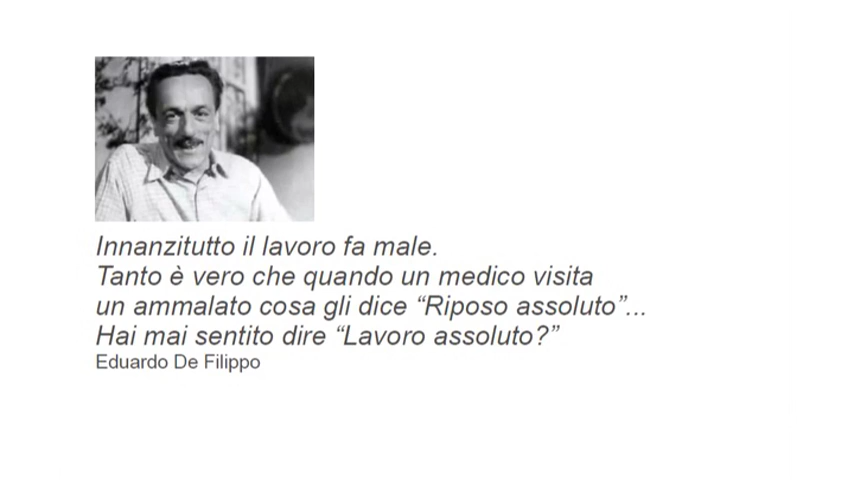 Innanzitutto il lavoro fa male.
Tanto è vero che quando un medico visita
un ammalato cosa gli dice “Riposo assoluto”...
Hai mai sentito dire “Lavoro assoluto?”
Eduardo De Filippo